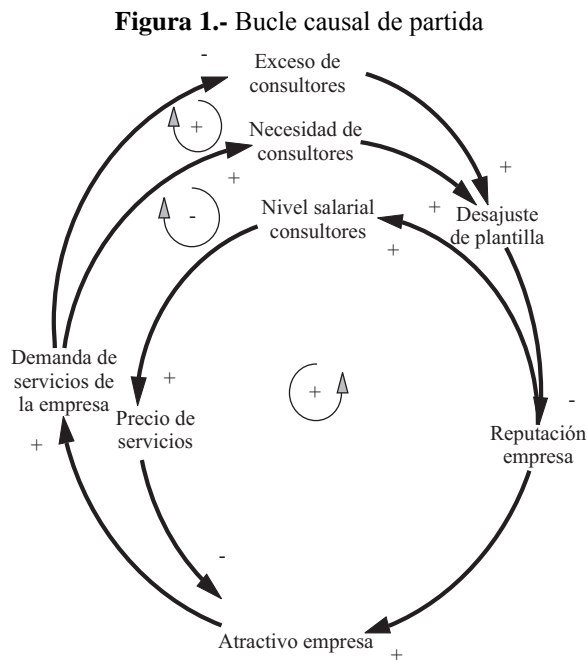 Figura 1.- Bucle causal de partida
-
Exceso de
consultores
+
Necesidad de
consultores
+
+
-
Nivel salarial
consultores
+
+
Desajuste
de plantilla
+
Demanda de
servicios de
la empresa
+
+
Precio de
servicios
+
-
Reputación
empresa
-
Atractivo empresa
+